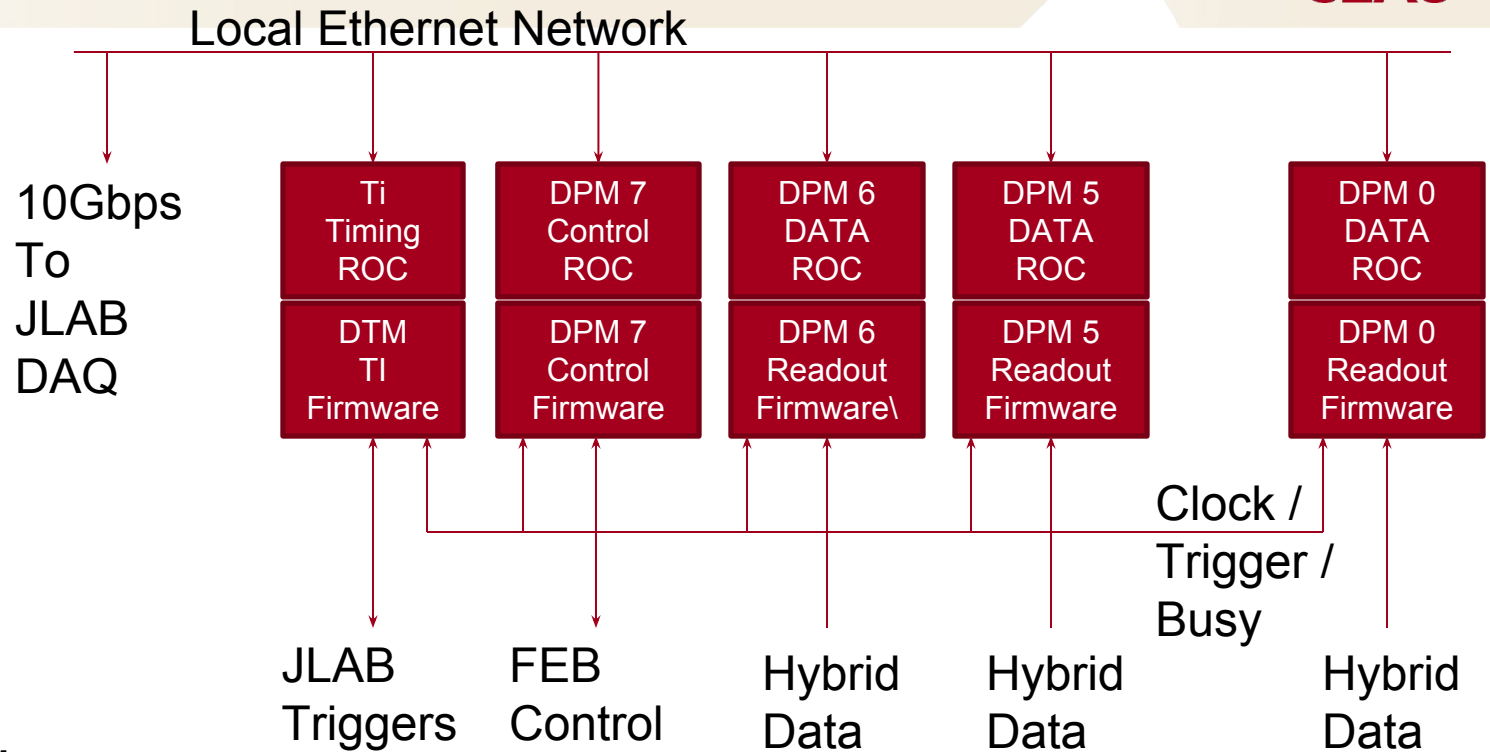 Local Ethernet Network
10Gbps
To
JLAB
DAQ
Ti
Timing
ROC
DPM 7
Control
ROC
DPM 6
DATA
ROC
DPM 5
DATA
ROC
DPM 0
DATA
ROC
DTM
TI
Firmware
DPM 7
Control
Firmware
DPM 6
Readout
Firmware\
DPM 5
Readout
Firmware
DPM 0
Readout
Firmware
Clock /
Trigger /
Busy
JLAB
Triggers
FEB
Control
Hybrid
Data
Hybrid
Data
Hybrid
Data